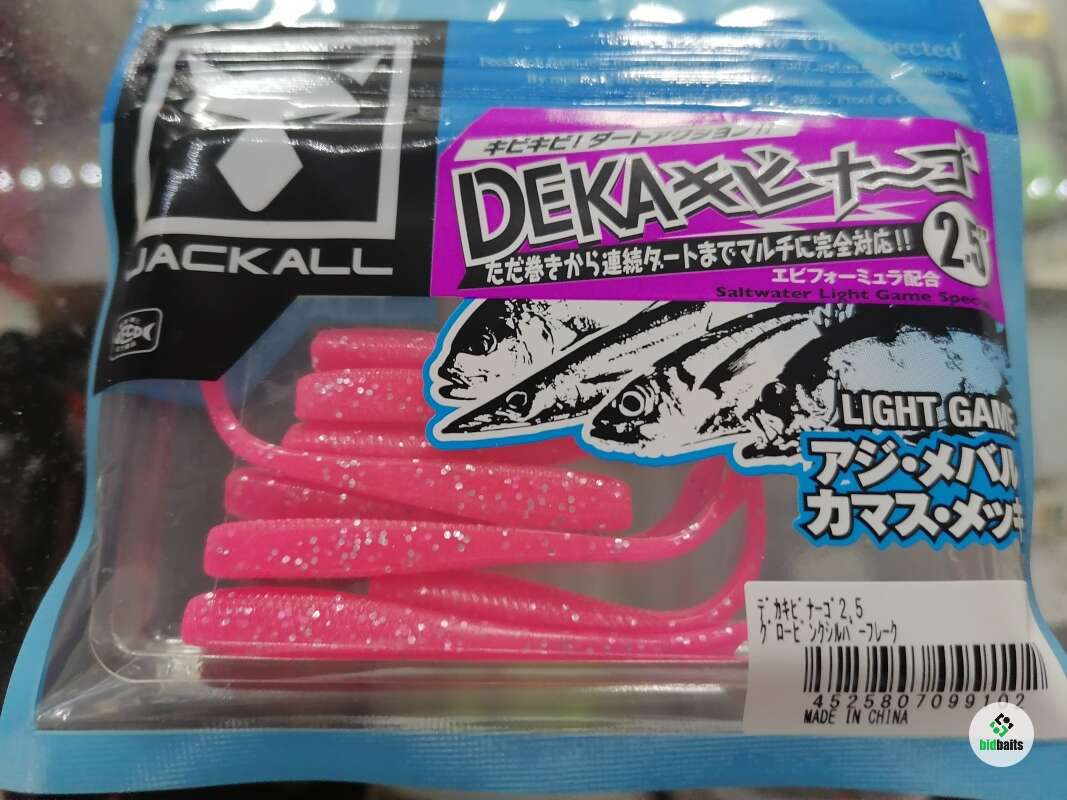 Unexpected
JACKALL
キビキビ!ダートアクション!!
DEKAキビナ〜ゴ
2.5"
ただ巻きから連続ダートまでマルチに完全対応!!
エビフォーミュラ配合
Saltwater Light Game
LIGHT GAME
アジ・メバル
カマス・メッキ
デカキビナーゴ2.5
グローピンクシルバーフレーク
4525807099102
MADE IN CHINA
bidbaits